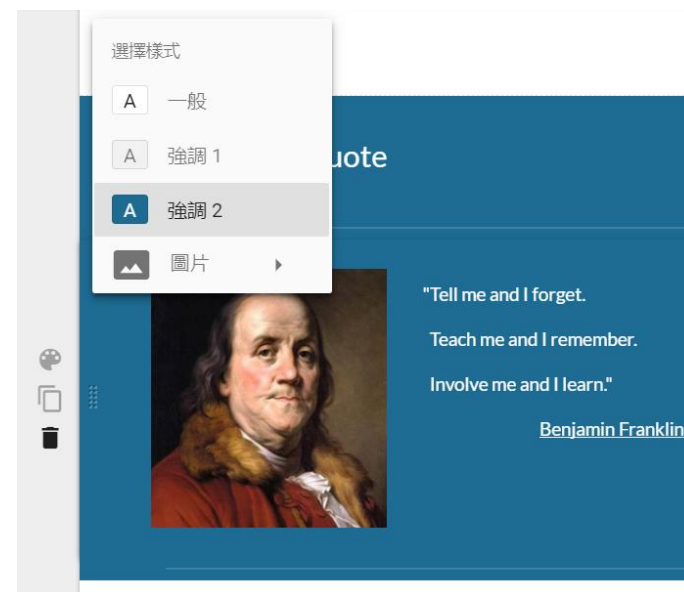 選擇樣式
A 一般
A 強調 1
A 強調 2
圖片
"Tell me and I forget.
Teach me and I remember.
Involve me and I learn."
Benjamin Franklin